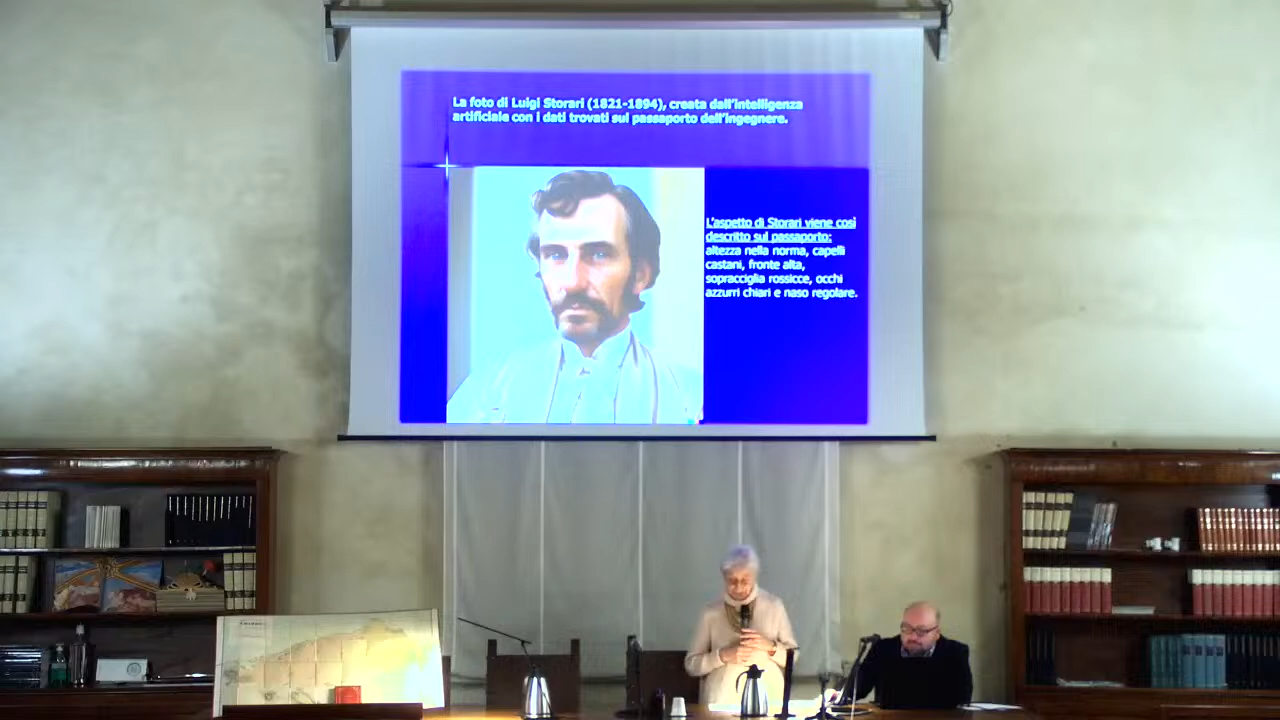 La foto di Luigi Storari (1821-1894), creata dall'intelligenza
artificiale con i dati trovati sul passaporto dell'ingegnere.
L'aspetto di Storari viene così
descritto sul passaporto:
altezza nella norma, capelli
castani, fronte alta,
sopracciglia rossicce, occhi
azzurri chiari e naso regolare.